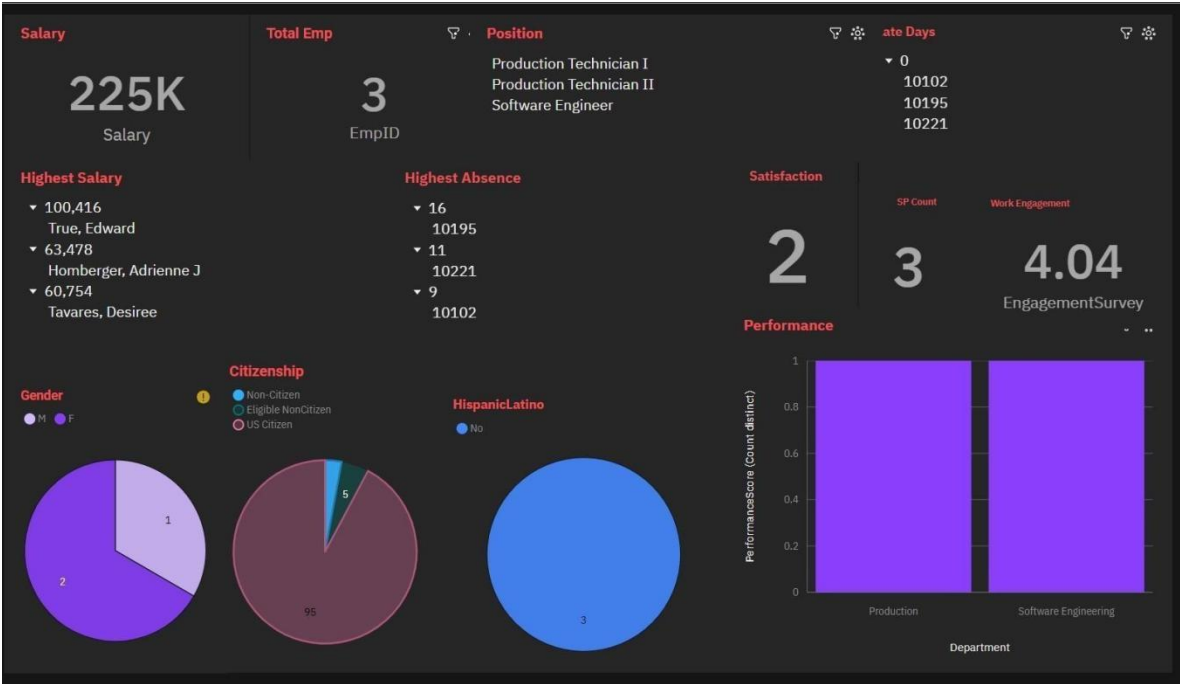 Salary
225K
Salary
Total Emp
3
EmpID
Position
Production Technician I
Production Technician II
Software Engineer
ate Days
0
10102
10195
10221
Highest Salary
100,416
True, Edward
63,478
Homberger, Adrienne J
60,754
Tavares, Desiree
Highest Absence
16
10195
11
10221
9
10102
Satisfaction
2
SP Count
3
Work Engagement
4.04
EngagementSurvey
Gender
M F
1
2
Citizenship
Non-Citizen
Eligible NonCitizen
US Citizen
5
95
HispanicLatino
No
3
Performance
PerformanceScore (Count distinct)
1
0.8
0.6
0.4
0.2
0
Production Software Engineering
Department